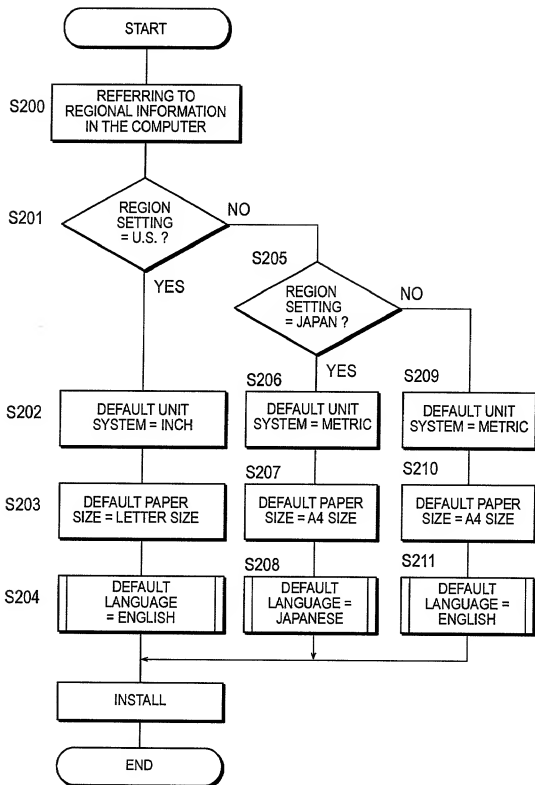 START
S200
REFERRING TO
REGIONAL INFORMATION
IN THE COMPUTER
S201
REGION
SETTING
= U.S. ?
NO
YES
S205
REGION
SETTING
= JAPAN ?
NO
YES
S202
DEFAULT UNIT
SYSTEM = INCH
S206
DEFAULT UNIT
SYSTEM = METRIC
S209
DEFAULT UNIT
SYSTEM = METRIC
S203
DEFAULT PAPER
SIZE = LETTER SIZE
S207
DEFAULT PAPER
SIZE = A4 SIZE
S210
DEFAULT PAPER
SIZE = A4 SIZE
S204
DEFAULT
LANGUAGE
= ENGLISH
S208
DEFAULT
LANGUAGE =
JAPANESE
S211
DEFAULT
LANGUAGE =
ENGLISH
INSTALL
END